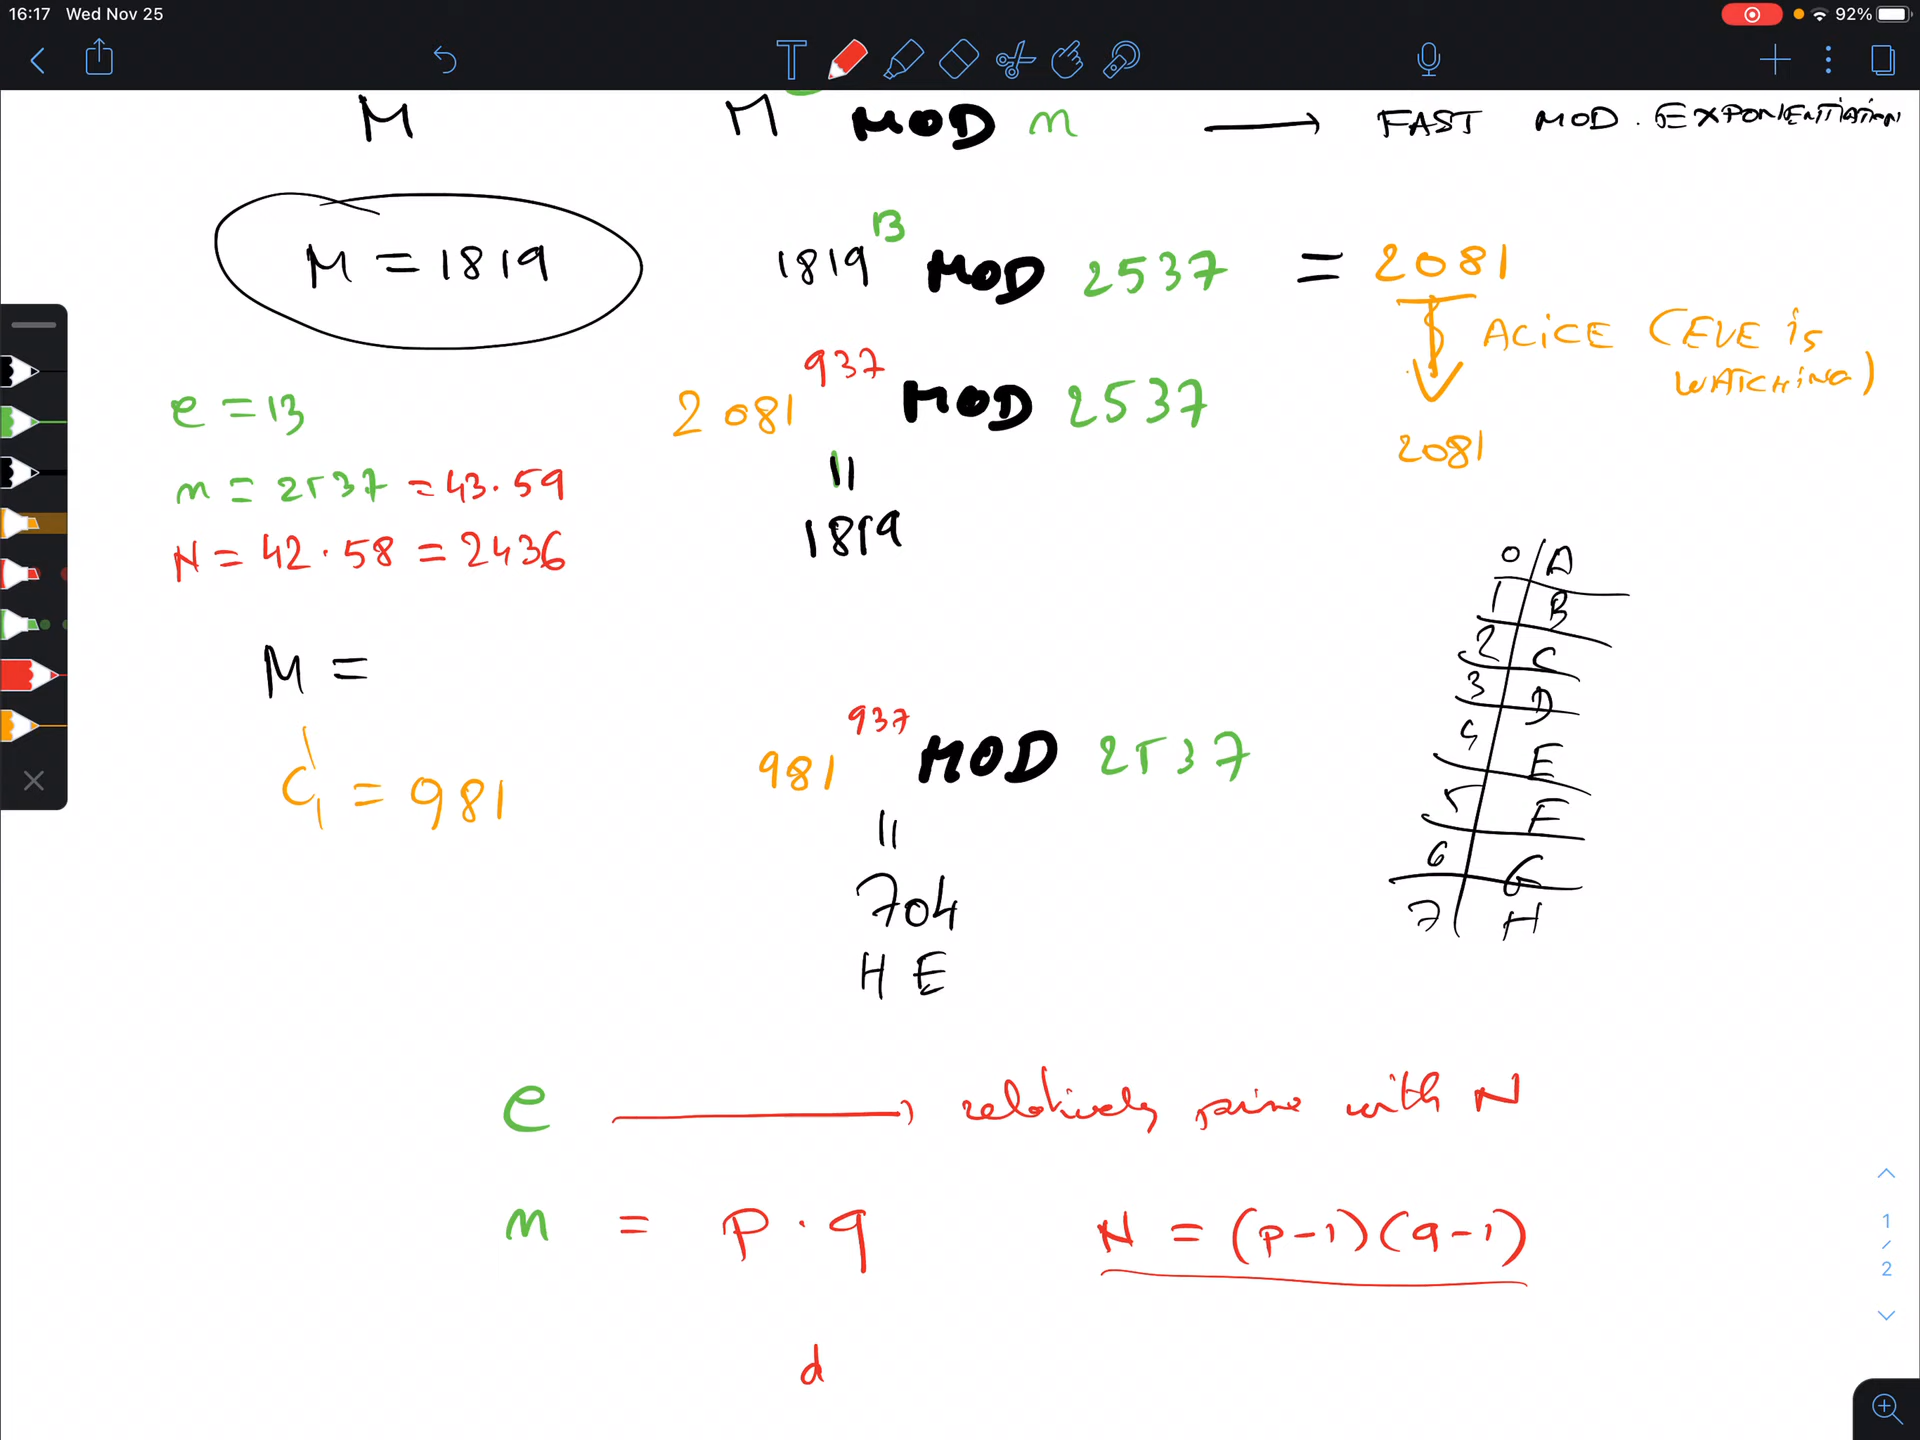 16:17 Wed Nov 25 92%
M M MOD n → FAST MOD. EXPONENTIATION
M = 1819 1819^13 MOD 2537 = 2081
ALICE (EVE is WATCHING)
2081
e = 13
2081^937 MOD 2537
n = 2537 = 43.59
||
N = 42.58 = 2436
1819
0 A
1 B
2 C
3 D
4 E
5 F
6 G
7 H
M =
C1 = 981
981^937 MOD 2537
||
704
H E
e → relatively prime with N
n = p · q N = (p-1)(q-1)
d
1
/
2